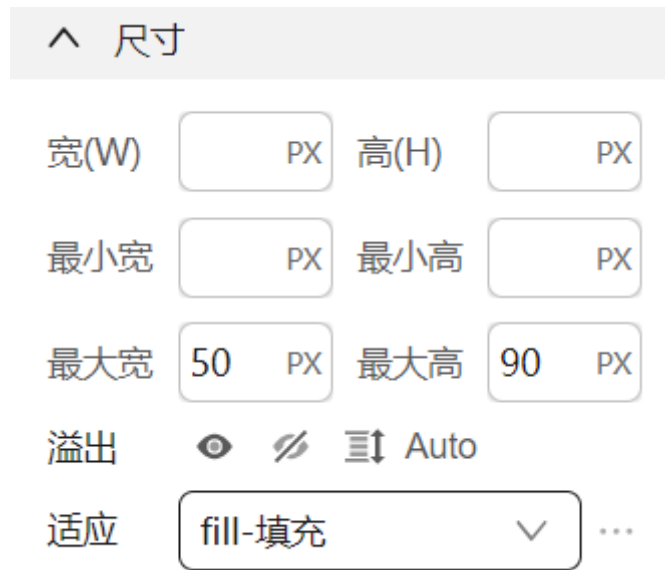 尺寸
宽(W) PX 高(H) PX
最小宽 PX 最小高 PX
最大宽 50 PX 最大高 90 PX
溢出 Auto
适应 fill-填充 ...